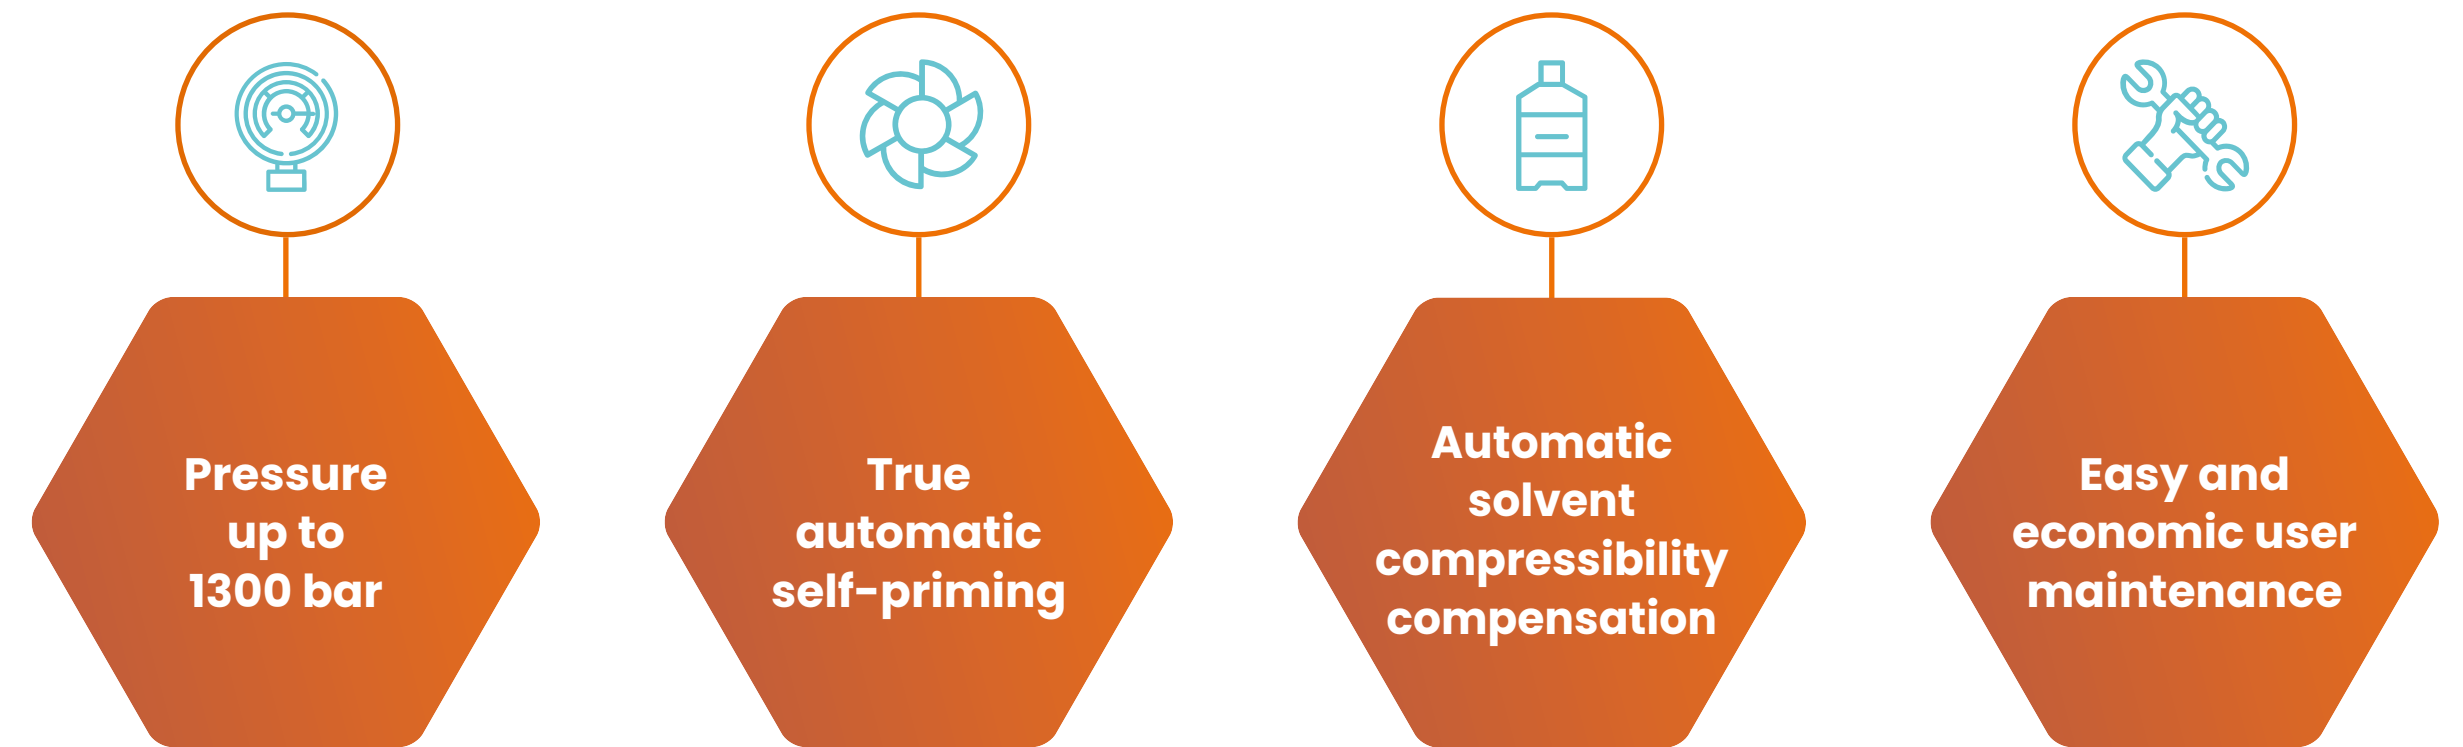 Pressure
up to
1300 bar
True
automatic
self-priming
Automatic
solvent
compressibility
compensation
Easy and
economic user
maintenance